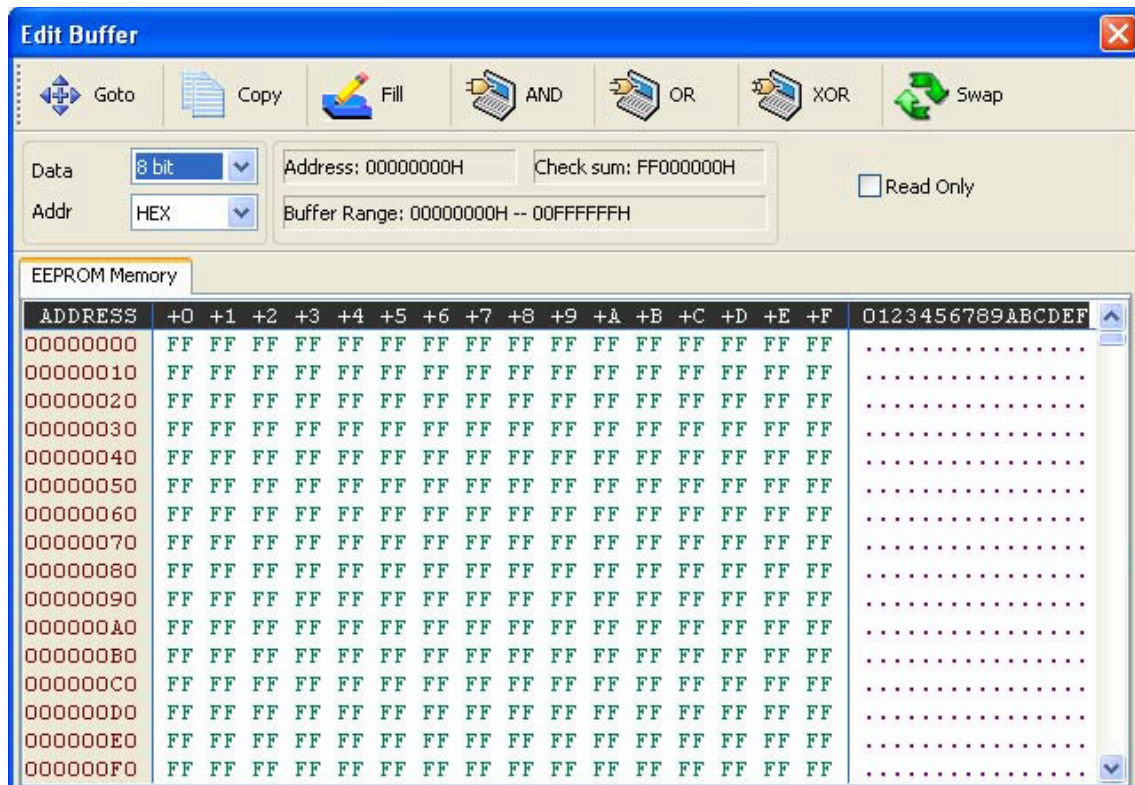 Edit Buffer
Goto Copy Fill AND OR XOR Swap
Data 8 bit Address: 00000000H Check sum: FF000000H Read Only
Addr HEX Buffer Range: 00000000H -- 00FFFFFFH
EEPROM Memory
ADDRESS +0 +1 +2 +3 +4 +5 +6 +7 +8 +9 +A +B +C +D +E +F 0123456789ABCDEF
00000000 FF FF FF FF FF FF FF FF FF FF FF FF FF FF FF FF ................
00000010 FF FF FF FF FF FF FF FF FF FF FF FF FF FF FF FF ................
00000020 FF FF FF FF FF FF FF FF FF FF FF FF FF FF FF FF ................
00000030 FF FF FF FF FF FF FF FF FF FF FF FF FF FF FF FF ................
00000040 FF FF FF FF FF FF FF FF FF FF FF FF FF FF FF FF ................
00000050 FF FF FF FF FF FF FF FF FF FF FF FF FF FF FF FF ................
00000060 FF FF FF FF FF FF FF FF FF FF FF FF FF FF FF FF ................
00000070 FF FF FF FF FF FF FF FF FF FF FF FF FF FF FF FF ................
00000080 FF FF FF FF FF FF FF FF FF FF FF FF FF FF FF FF ................
00000090 FF FF FF FF FF FF FF FF FF FF FF FF FF FF FF FF ................
000000A0 FF FF FF FF FF FF FF FF FF FF FF FF FF FF FF FF ................
000000B0 FF FF FF FF FF FF FF FF FF FF FF FF FF FF FF FF ................
000000C0 FF FF FF FF FF FF FF FF FF FF FF FF FF FF FF FF ................
000000D0 FF FF FF FF FF FF FF FF FF FF FF FF FF FF FF FF ................
000000E0 FF FF FF FF FF FF FF FF FF FF FF FF FF FF FF FF ................
000000F0 FF FF FF FF FF FF FF FF FF FF FF FF FF FF FF FF ................